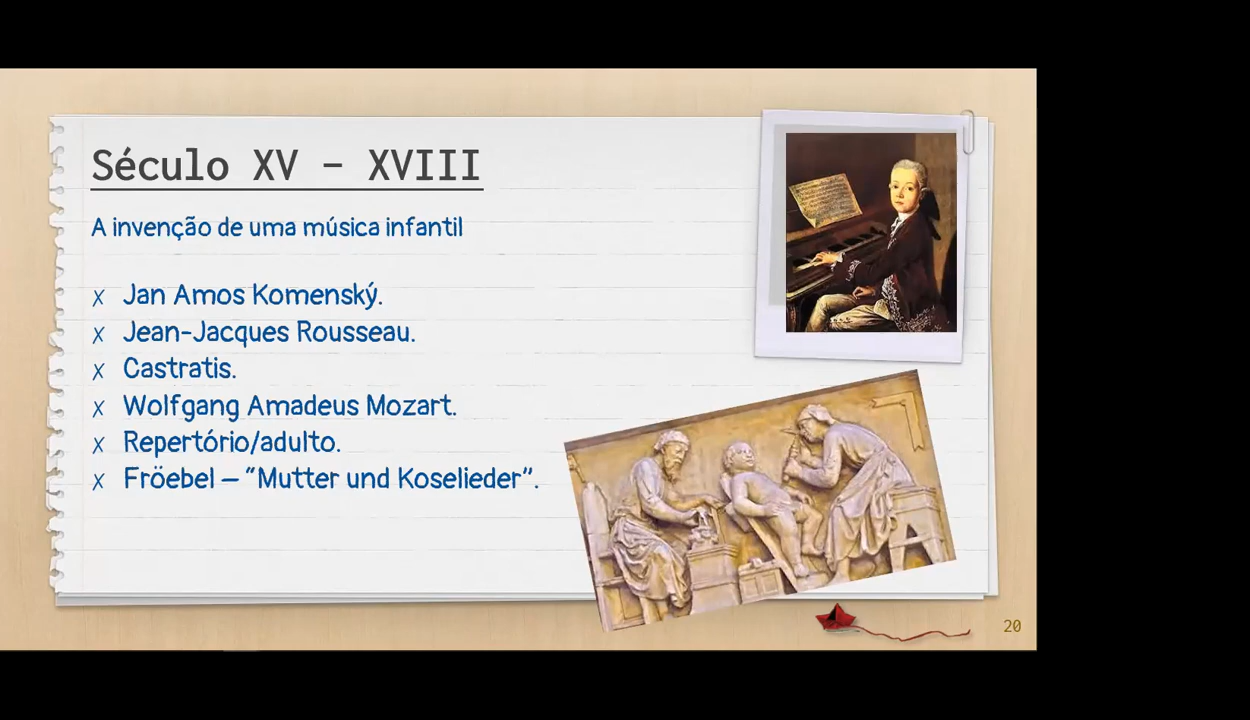 Século XV – XVIII
A invenção de uma música infantil
✗ Jan Amos Komenský.
✗ Jean-Jacques Rousseau.
✗ Castratis.
✗ Wolfgang Amadeus Mozart.
✗ Repertório/adulto.
✗ Fröebel – “Mutter und Koselieder”.
20